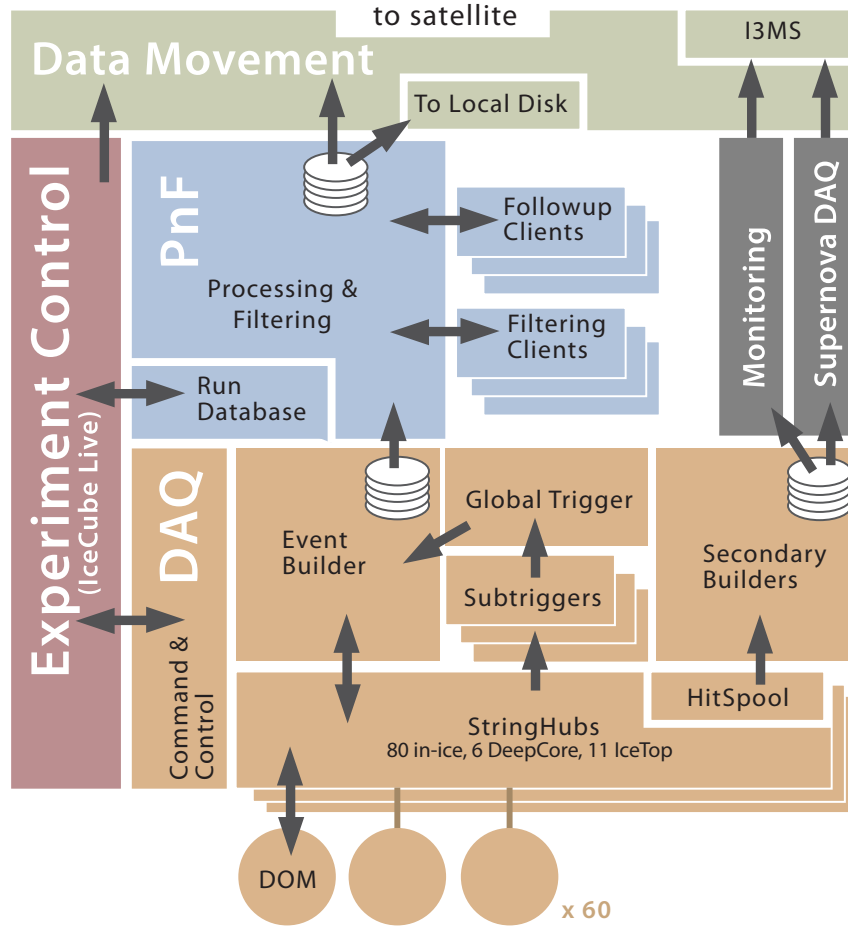 to satellite
I3MS
Data Movement
To Local Disk
Experiment Control
(IceCube Live)
PnF
Processing &
Filtering
Followup
Clients
Filtering
Clients
Monitoring
Supernova DAQ
Run
Database
DAQ
Command &
Control
Event
Builder
Global Trigger
Subtriggers
Secondary
Builders
HitSpool
StringHubs
80 in-ice, 6 DeepCore, 11 IceTop
DOM
x 60